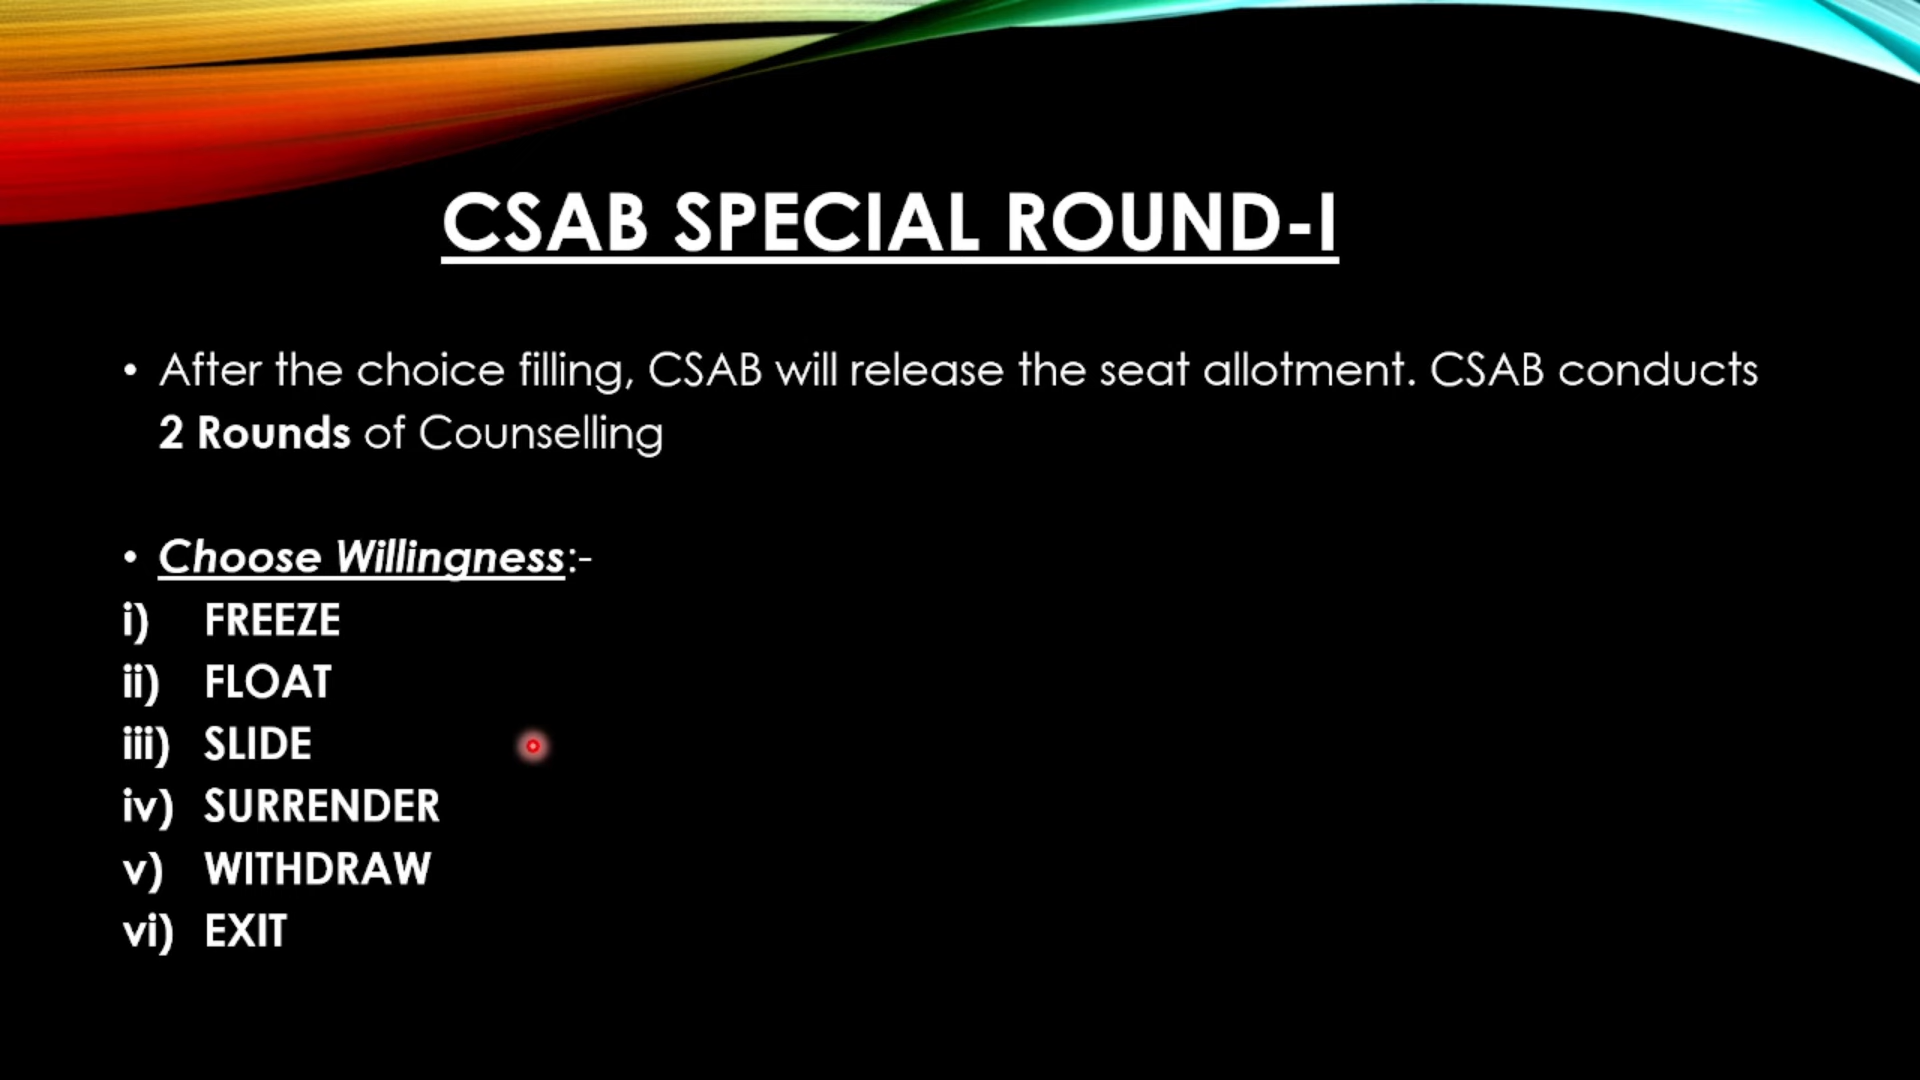 CSAB SPECIAL ROUND-I
• After the choice filling, CSAB will release the seat allotment. CSAB conducts
2 Rounds of Counselling
• Choose Willingness:-
i) FREEZE
ii) FLOAT
iii) SLIDE
iv) SURRENDER
v) WITHDRAW
vi) EXIT